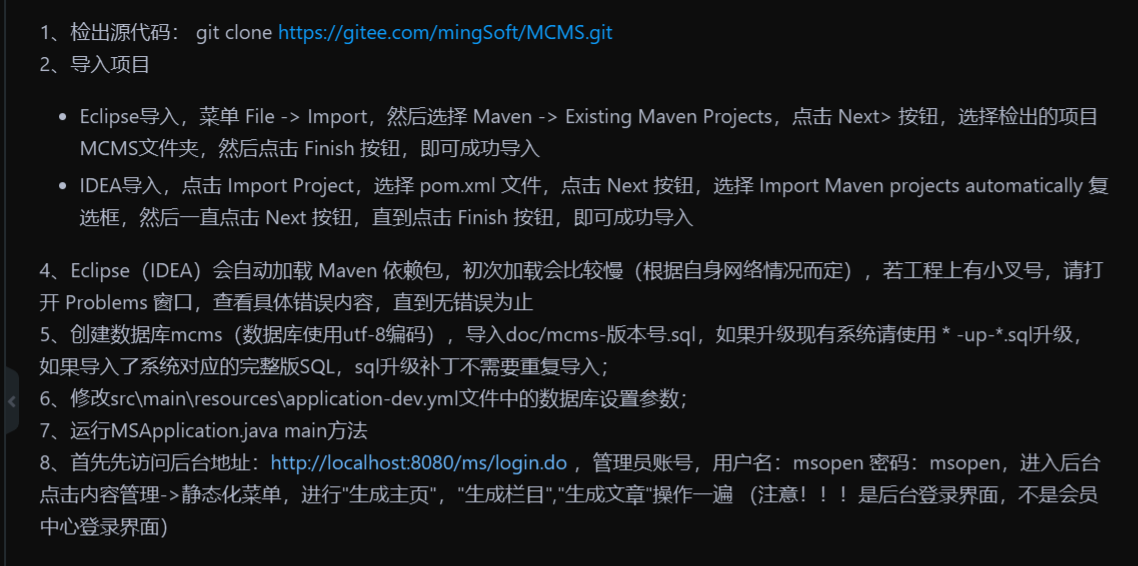 1、检出源代码： git clone https://gitee.com/mingSoft/MCMS.git
2、导入项目
• Eclipse导入，菜单 File -> Import，然后选择 Maven -> Existing Maven Projects，点击 Next> 按钮，选择检出的项目
MCMS文件夹，然后点击 Finish 按钮，即可成功导入
• IDEA导入，点击 Import Project，选择 pom.xml 文件，点击 Next 按钮，选择 Import Maven projects automatically 复
选框，然后一直点击 Next 按钮，直到点击 Finish 按钮，即可成功导入
4、Eclipse（IDEA）会自动加载 Maven 依赖包，初次加载会比较慢（根据自身网络情况而定），若工程上有小叉号，请打
开 Problems 窗口，查看具体错误内容，直到无错误为止
5、创建数据库mcms（数据库使用utf-8编码），导入doc/mcms-版本号.sql，如果升级现有系统请使用 * -up-*.sql升级，
如果导入了系统对应的完整版SQL，sql升级补丁不需要重复导入；
6、修改src\main\resources\application-dev.yml文件中的数据库设置参数；
7、运行MSApplication.java main方法
8、首先先访问后台地址：http://localhost:8080/ms/login.do ，管理员账号，用户名：msopen 密码：msopen，进入后台
点击内容管理->静态化菜单，进行"生成主页"，"生成栏目","生成文章"操作一遍 （注意！！！是后台登录界面，不是会员
中心登录界面）